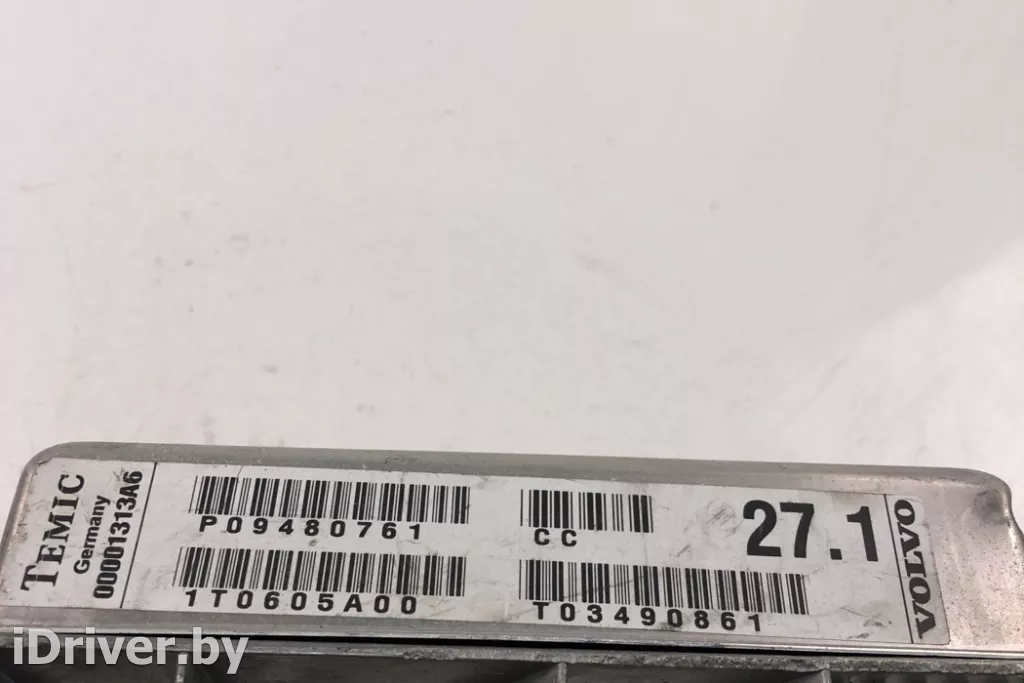 TEMIC
Germany
00001313A6
P09480761
CC
27.1
1T0605A00
T03490861
VOLVO
iDriver.by